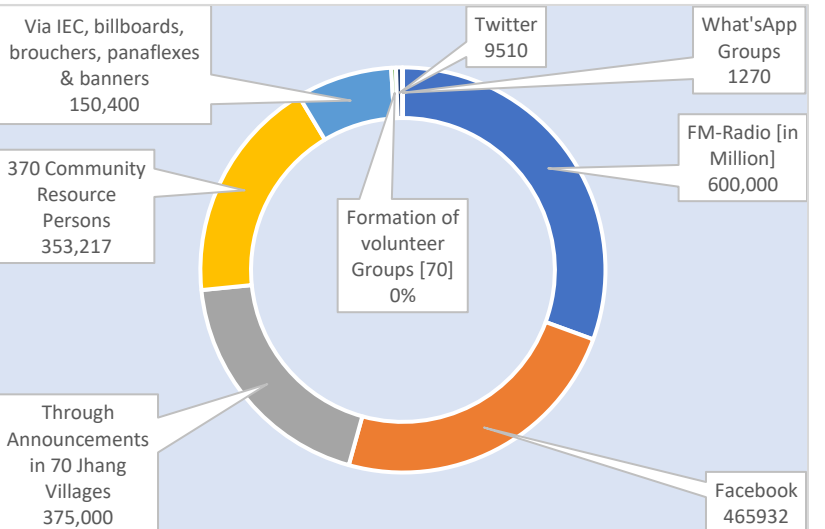 Via IEC, billboards,
brouchers, panaflexes
& banners
150,400
Twitter
9510
What'sApp
Groups
1270
FM-Radio [in
Million]
600,000
370 Community
Resource
Persons
353,217
Formation of
volunteer
Groups [70]
0%
Through
Announcements
in 70 Jhang
Villages
375,000
Facebook
465932